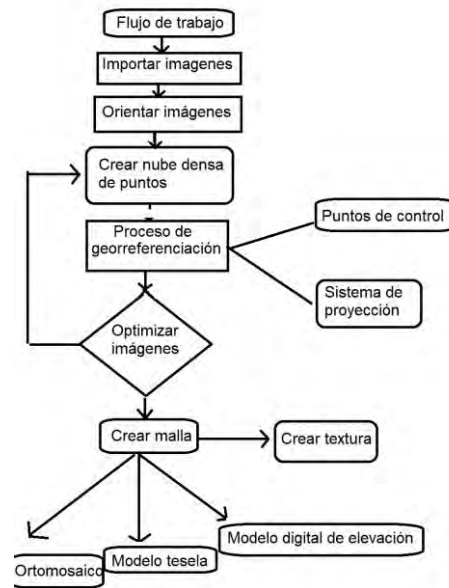 Flujo de trabajo
Importar imagenes
Orientar imágenes
Crear nube densa
de puntos
Proceso de
georreferenciación
Puntos de control
Sistema de
proyección
Optimizar
imágenes
Crear malla
Crear textura
Ortomosaico
Modelo tesela
Modelo digital de elevación